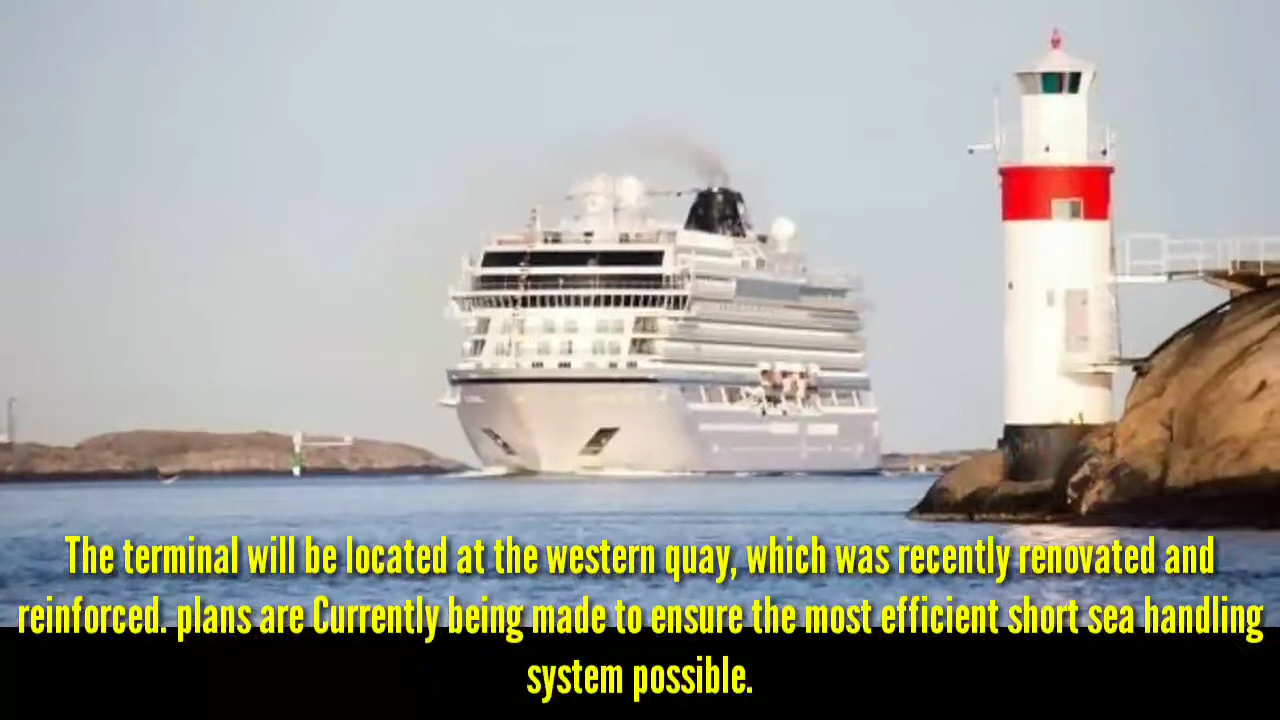 The terminal will be located at the western quay, which was recently renovated and
reinforced. plans are Currently being made to ensure the most efficient short sea handling
system possible.